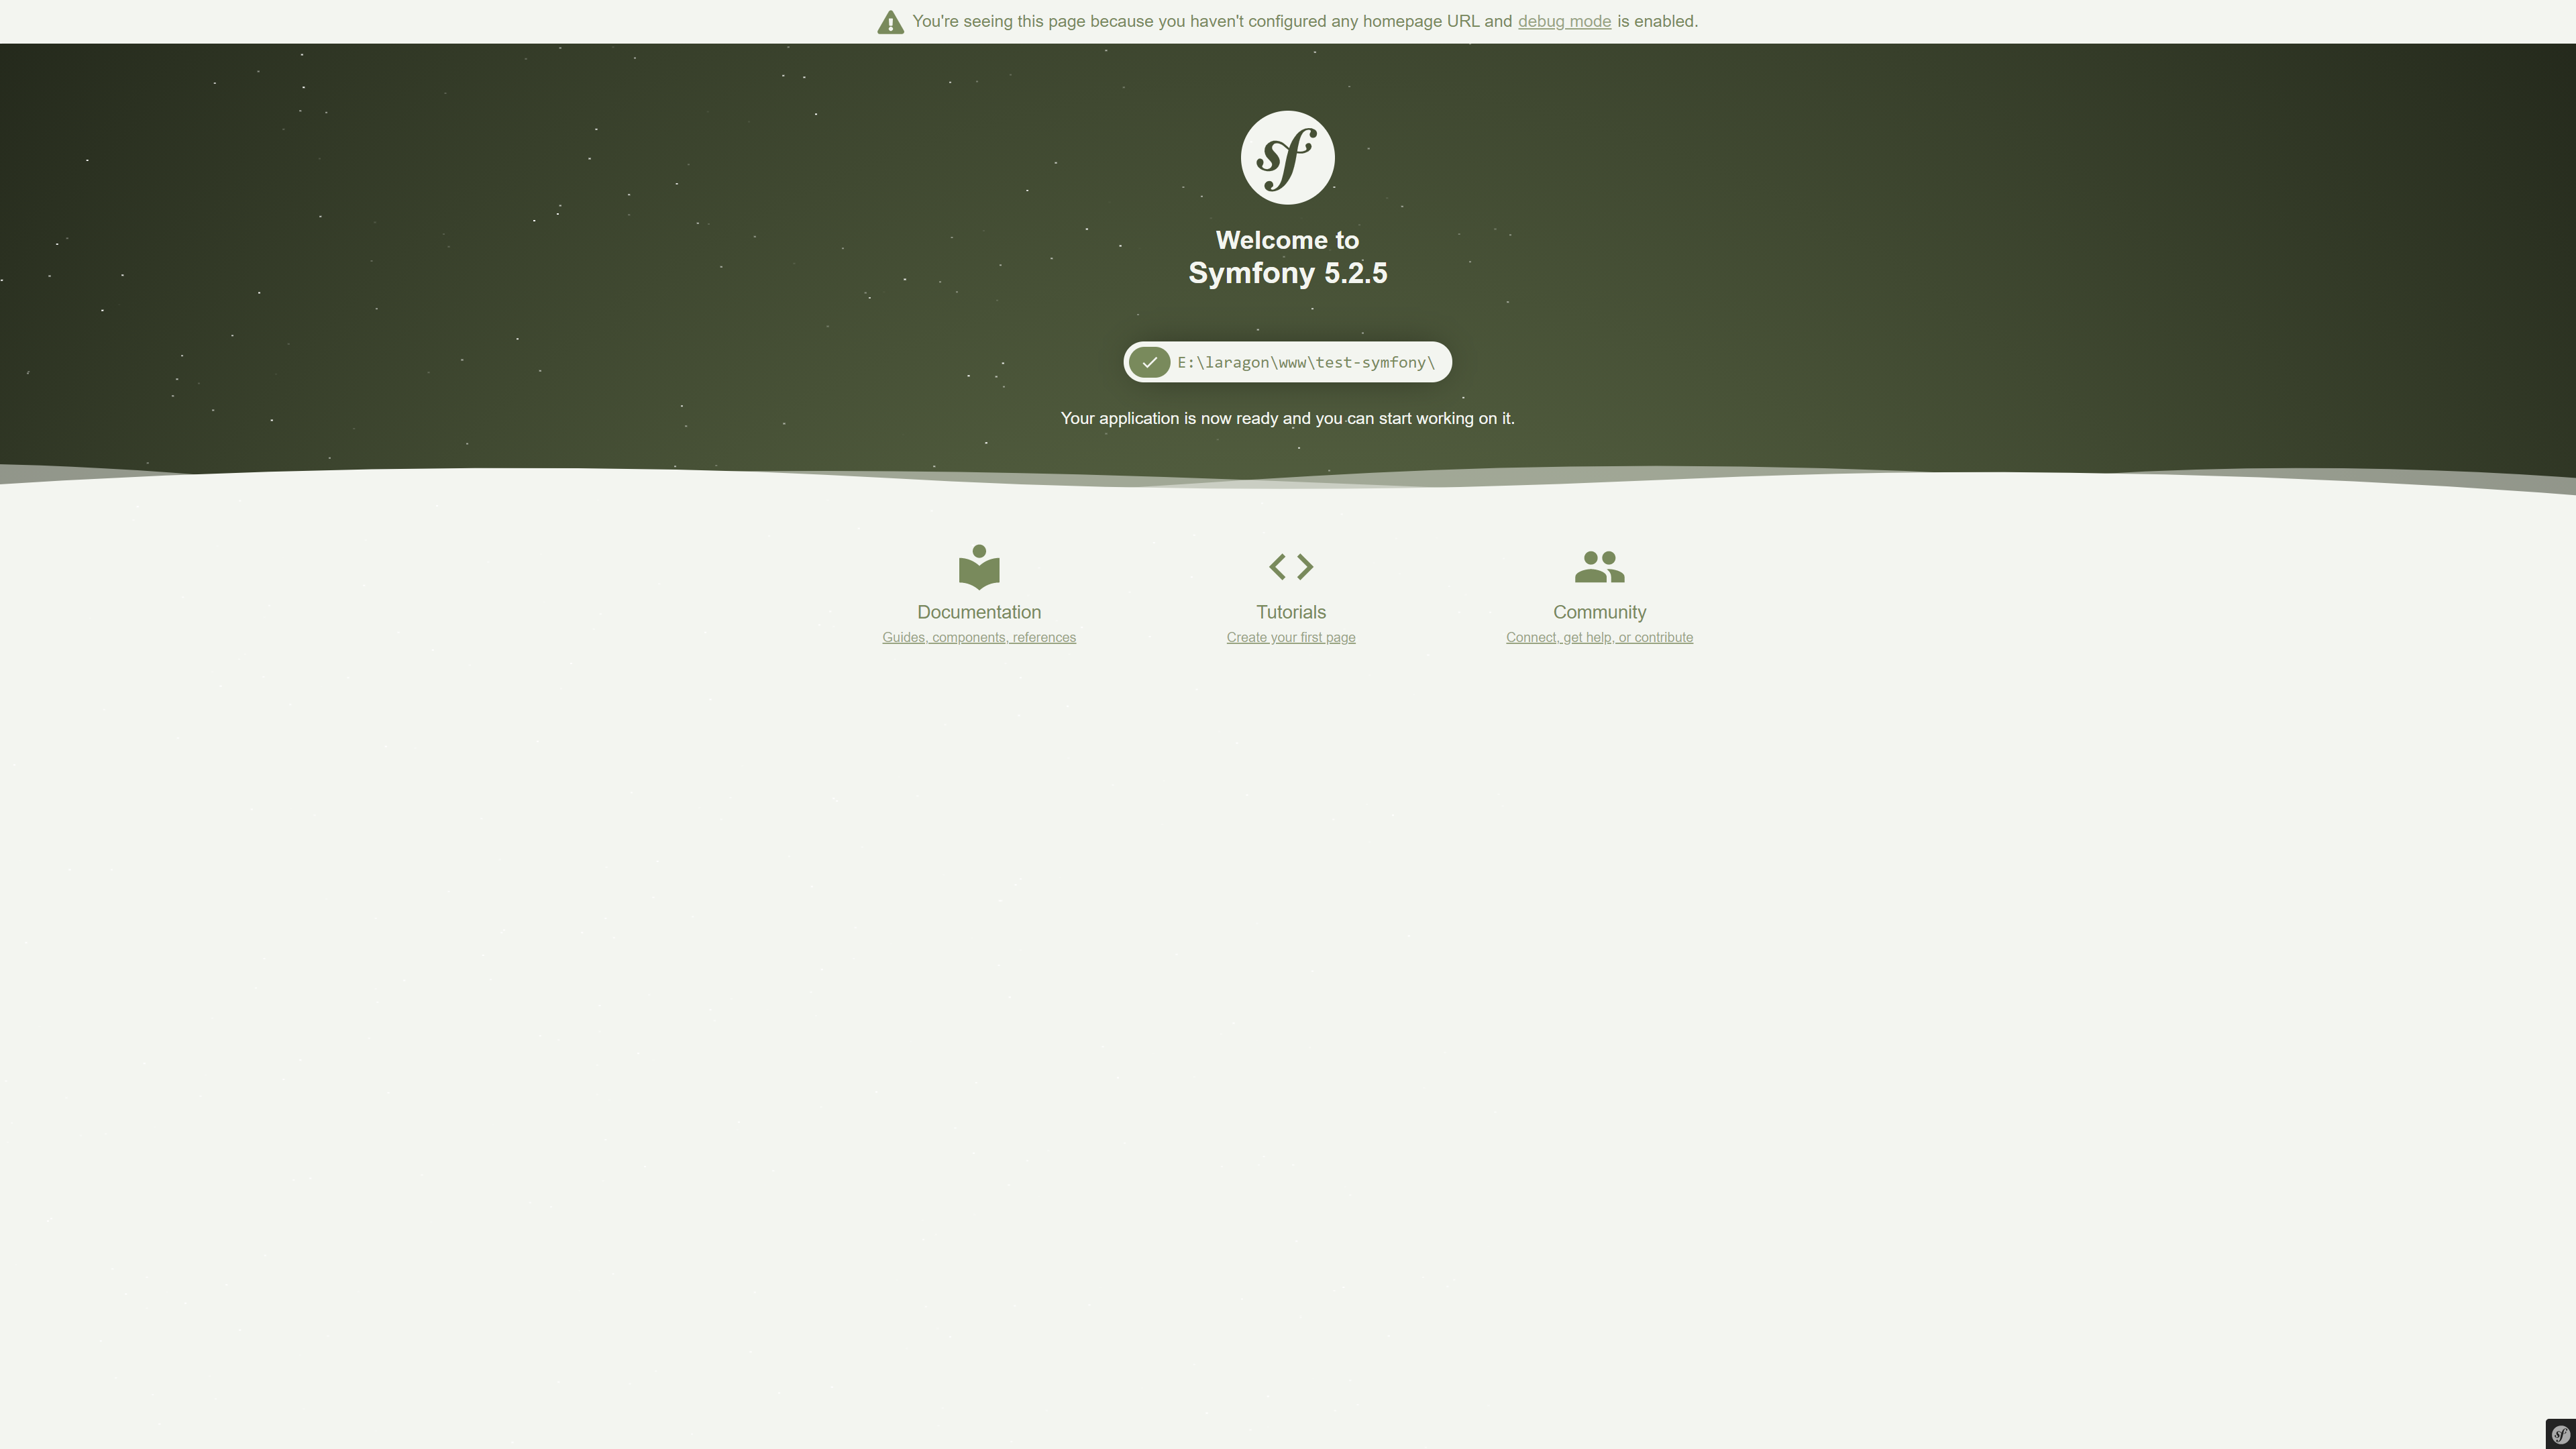 You're seeing this page because you haven't configured any homepage URL and debug mode is enabled.
sf
Welcome to
Symfony 5.2.5
E:\laragon\www\test-symfony\
Your application is now ready and you can start working on it.
Documentation
Guides, components, references
Tutorials
Create your first page
Community
Connect, get help, or contribute
sf